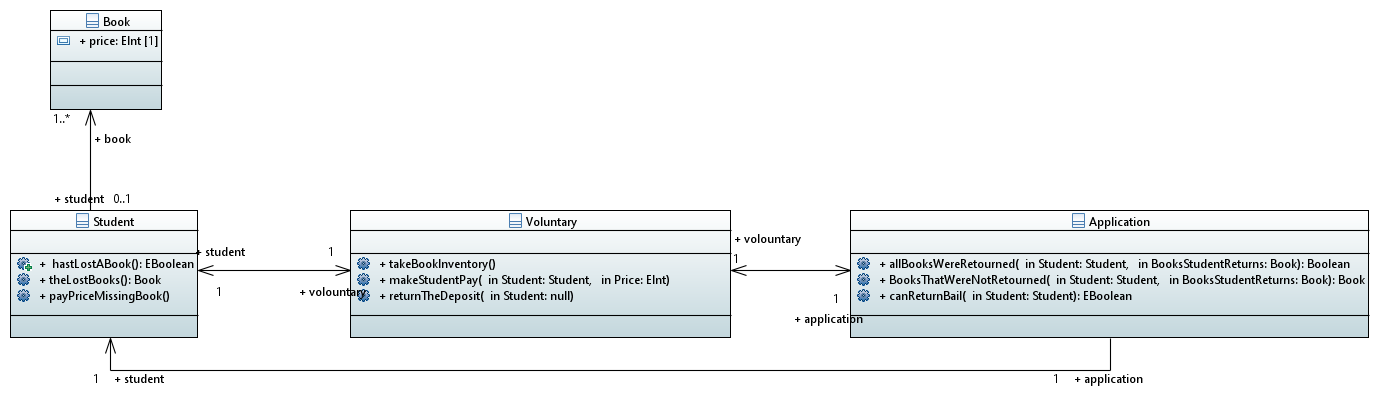 Book
+ price: EInt [1]
1..*
+ book
+ student 0..1
Student
+ hastLostABook(): EBoolean
+ theLostBooks(): Book
+ payPriceMissingBook()
+ student
1
1
+ voluntary
Voluntary
+ takeBookInventory()
+ makeStudentPay( in Student: Student, in Price: EInt)
+ returnTheDeposit( in Student: null)
+ volountary
1
1
+ application
Application
+ allBooksWereRetourned( in Student: Student, in BooksStudentReturns: Book): Boolean
+ BooksThatWereNotRetourned( in Student: Student, in BooksStudentReturns: Book): Book
+ canReturnBail( in Student: Student): EBoolean
1 + student
1 + application